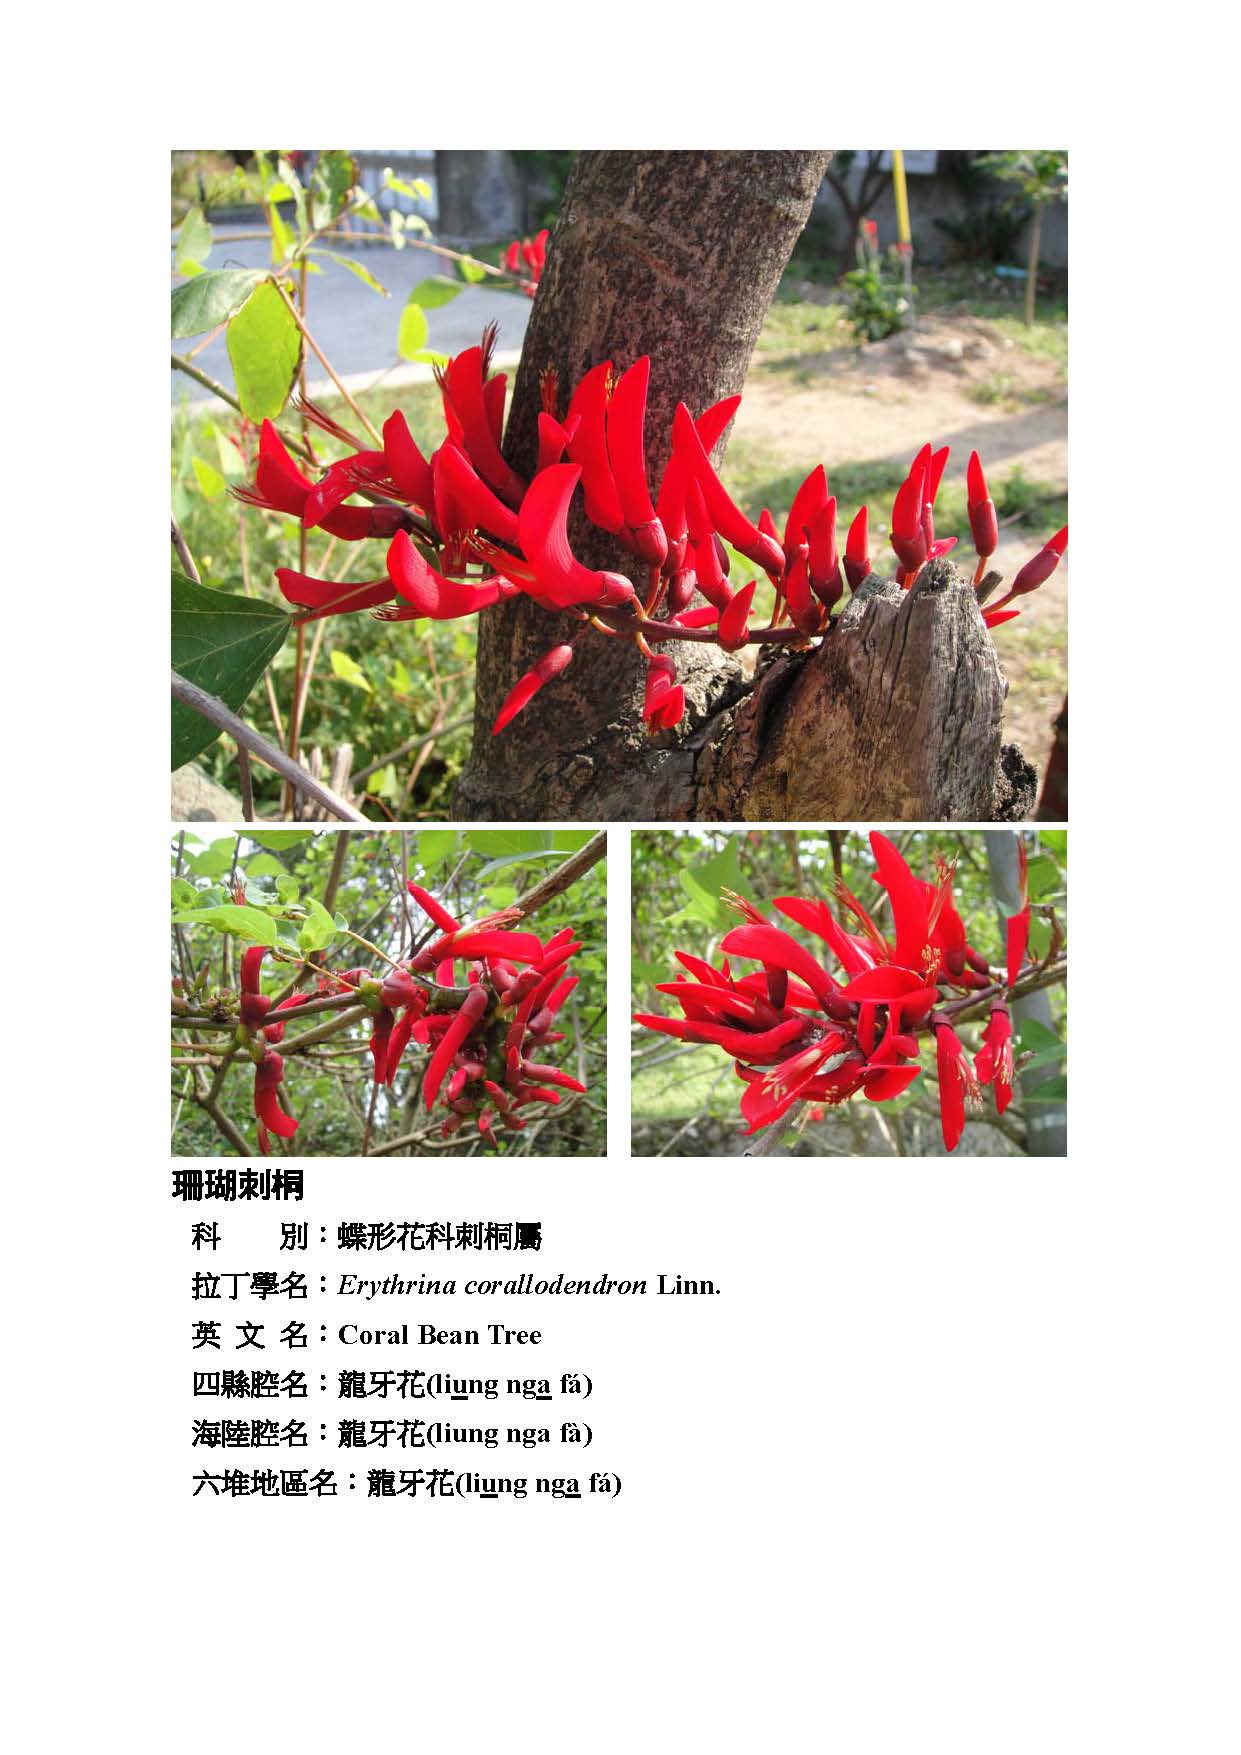 珊瑚刺桐
科　　別：蝶形花科刺桐屬
拉丁學名：Erythrina corallodendron Linn.
英 文 名：Coral Bean Tree
四縣腔名：龍牙花(liung nga fá)
海陸腔名：龍牙花(liung nga fà)
六堆地區名：龍牙花(liung nga fá)